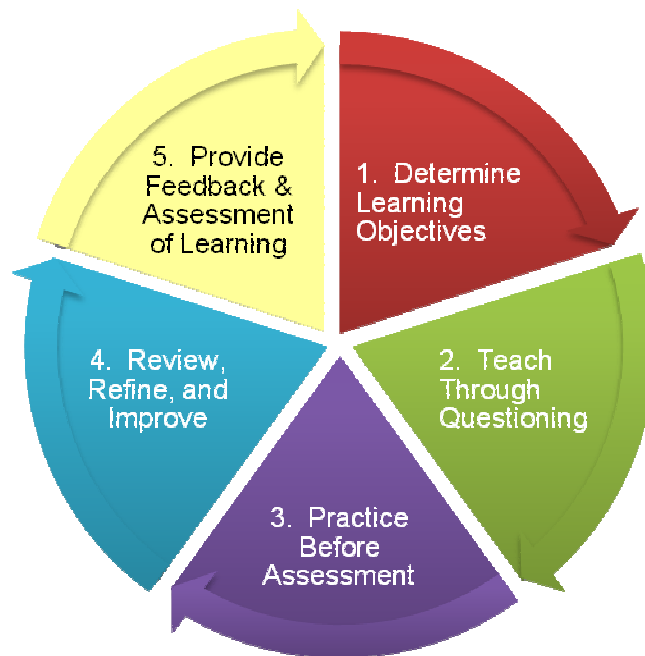 1. Determine
Learning
Objectives
2. Teach
Through
Questioning
3. Practice
Before
Assessment
4. Review,
Refine, and
Improve
5. Provide
Feedback &
Assessment
of Learning